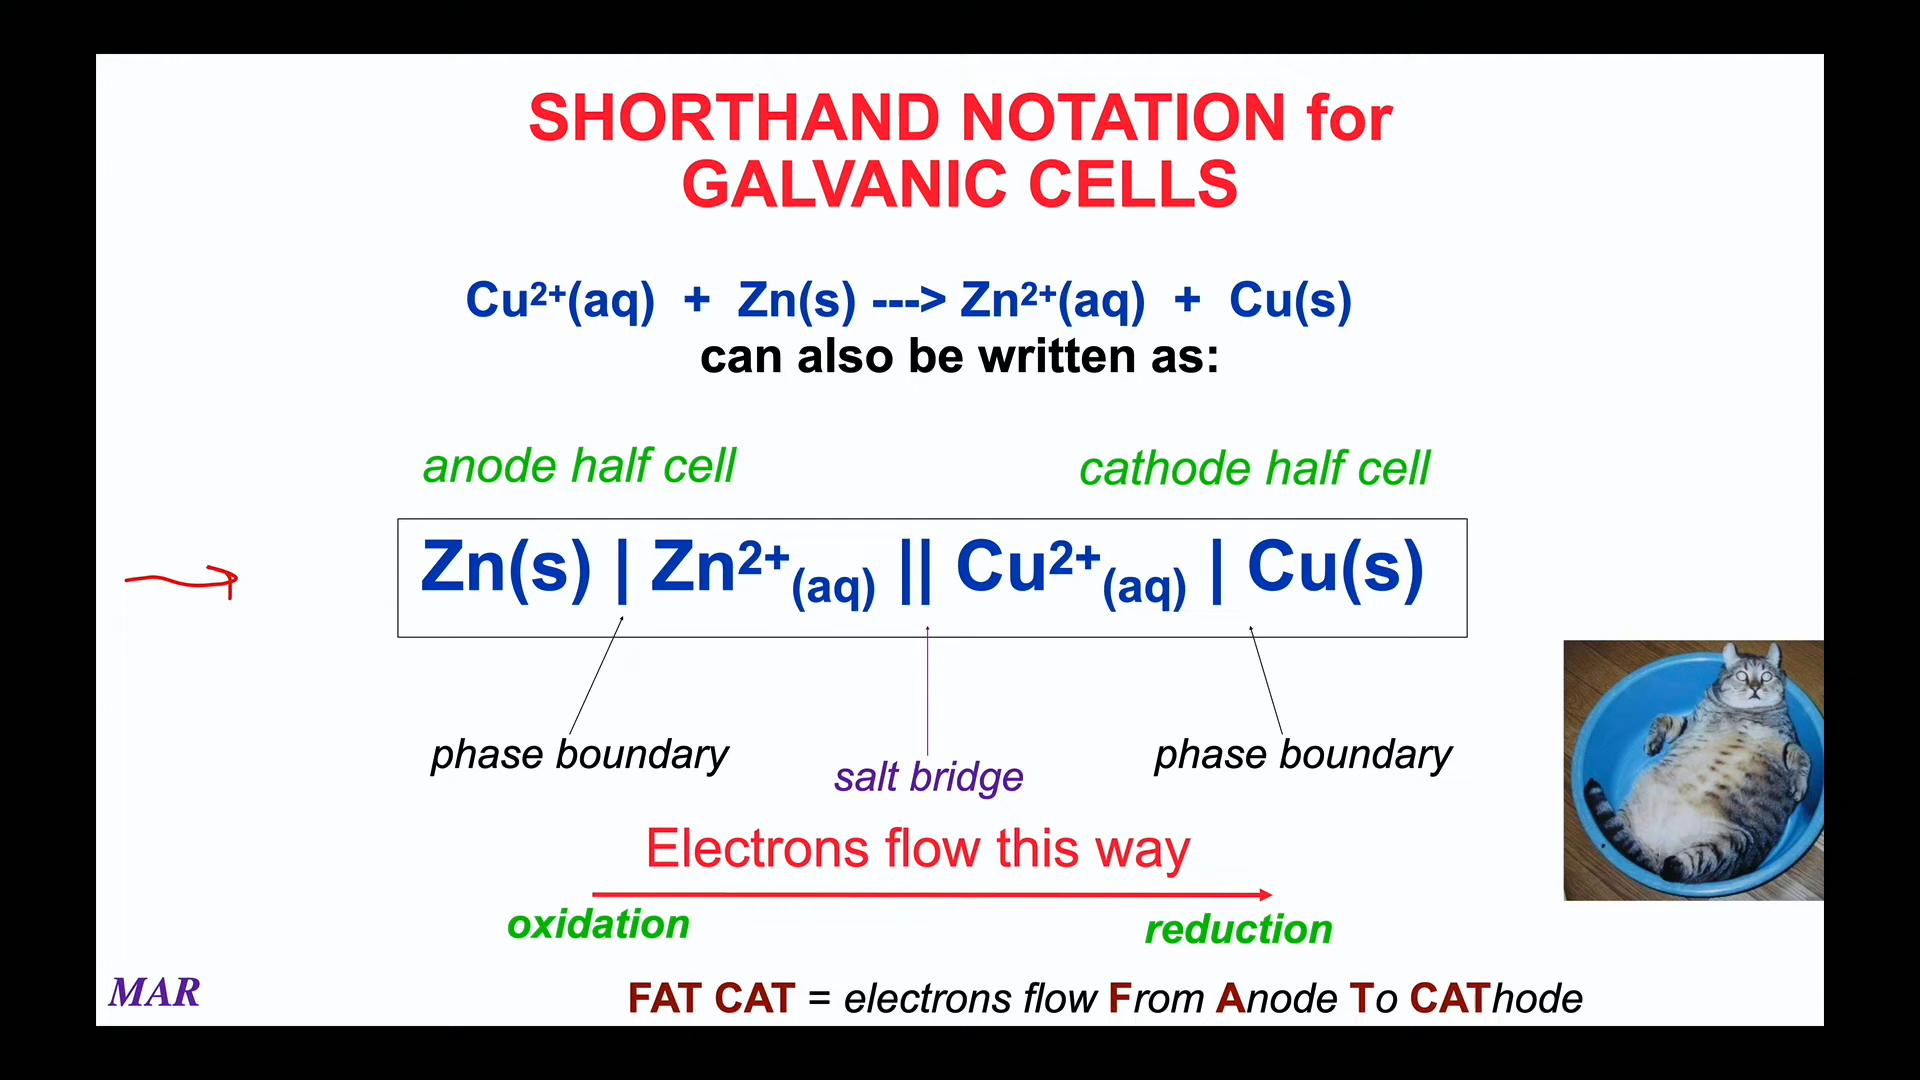 SHORTHAND NOTATION for
GALVANIC CELLS
Cu²⁺(aq) + Zn(s) ---> Zn²⁺(aq) + Cu(s)
can also be written as:
anode half cell cathode half cell
Zn(s) | Zn²⁺(aq) || Cu²⁺(aq) | Cu(s)
phase boundary salt bridge phase boundary
Electrons flow this way
oxidation reduction
MAR
FAT CAT = electrons flow From Anode To CAThode